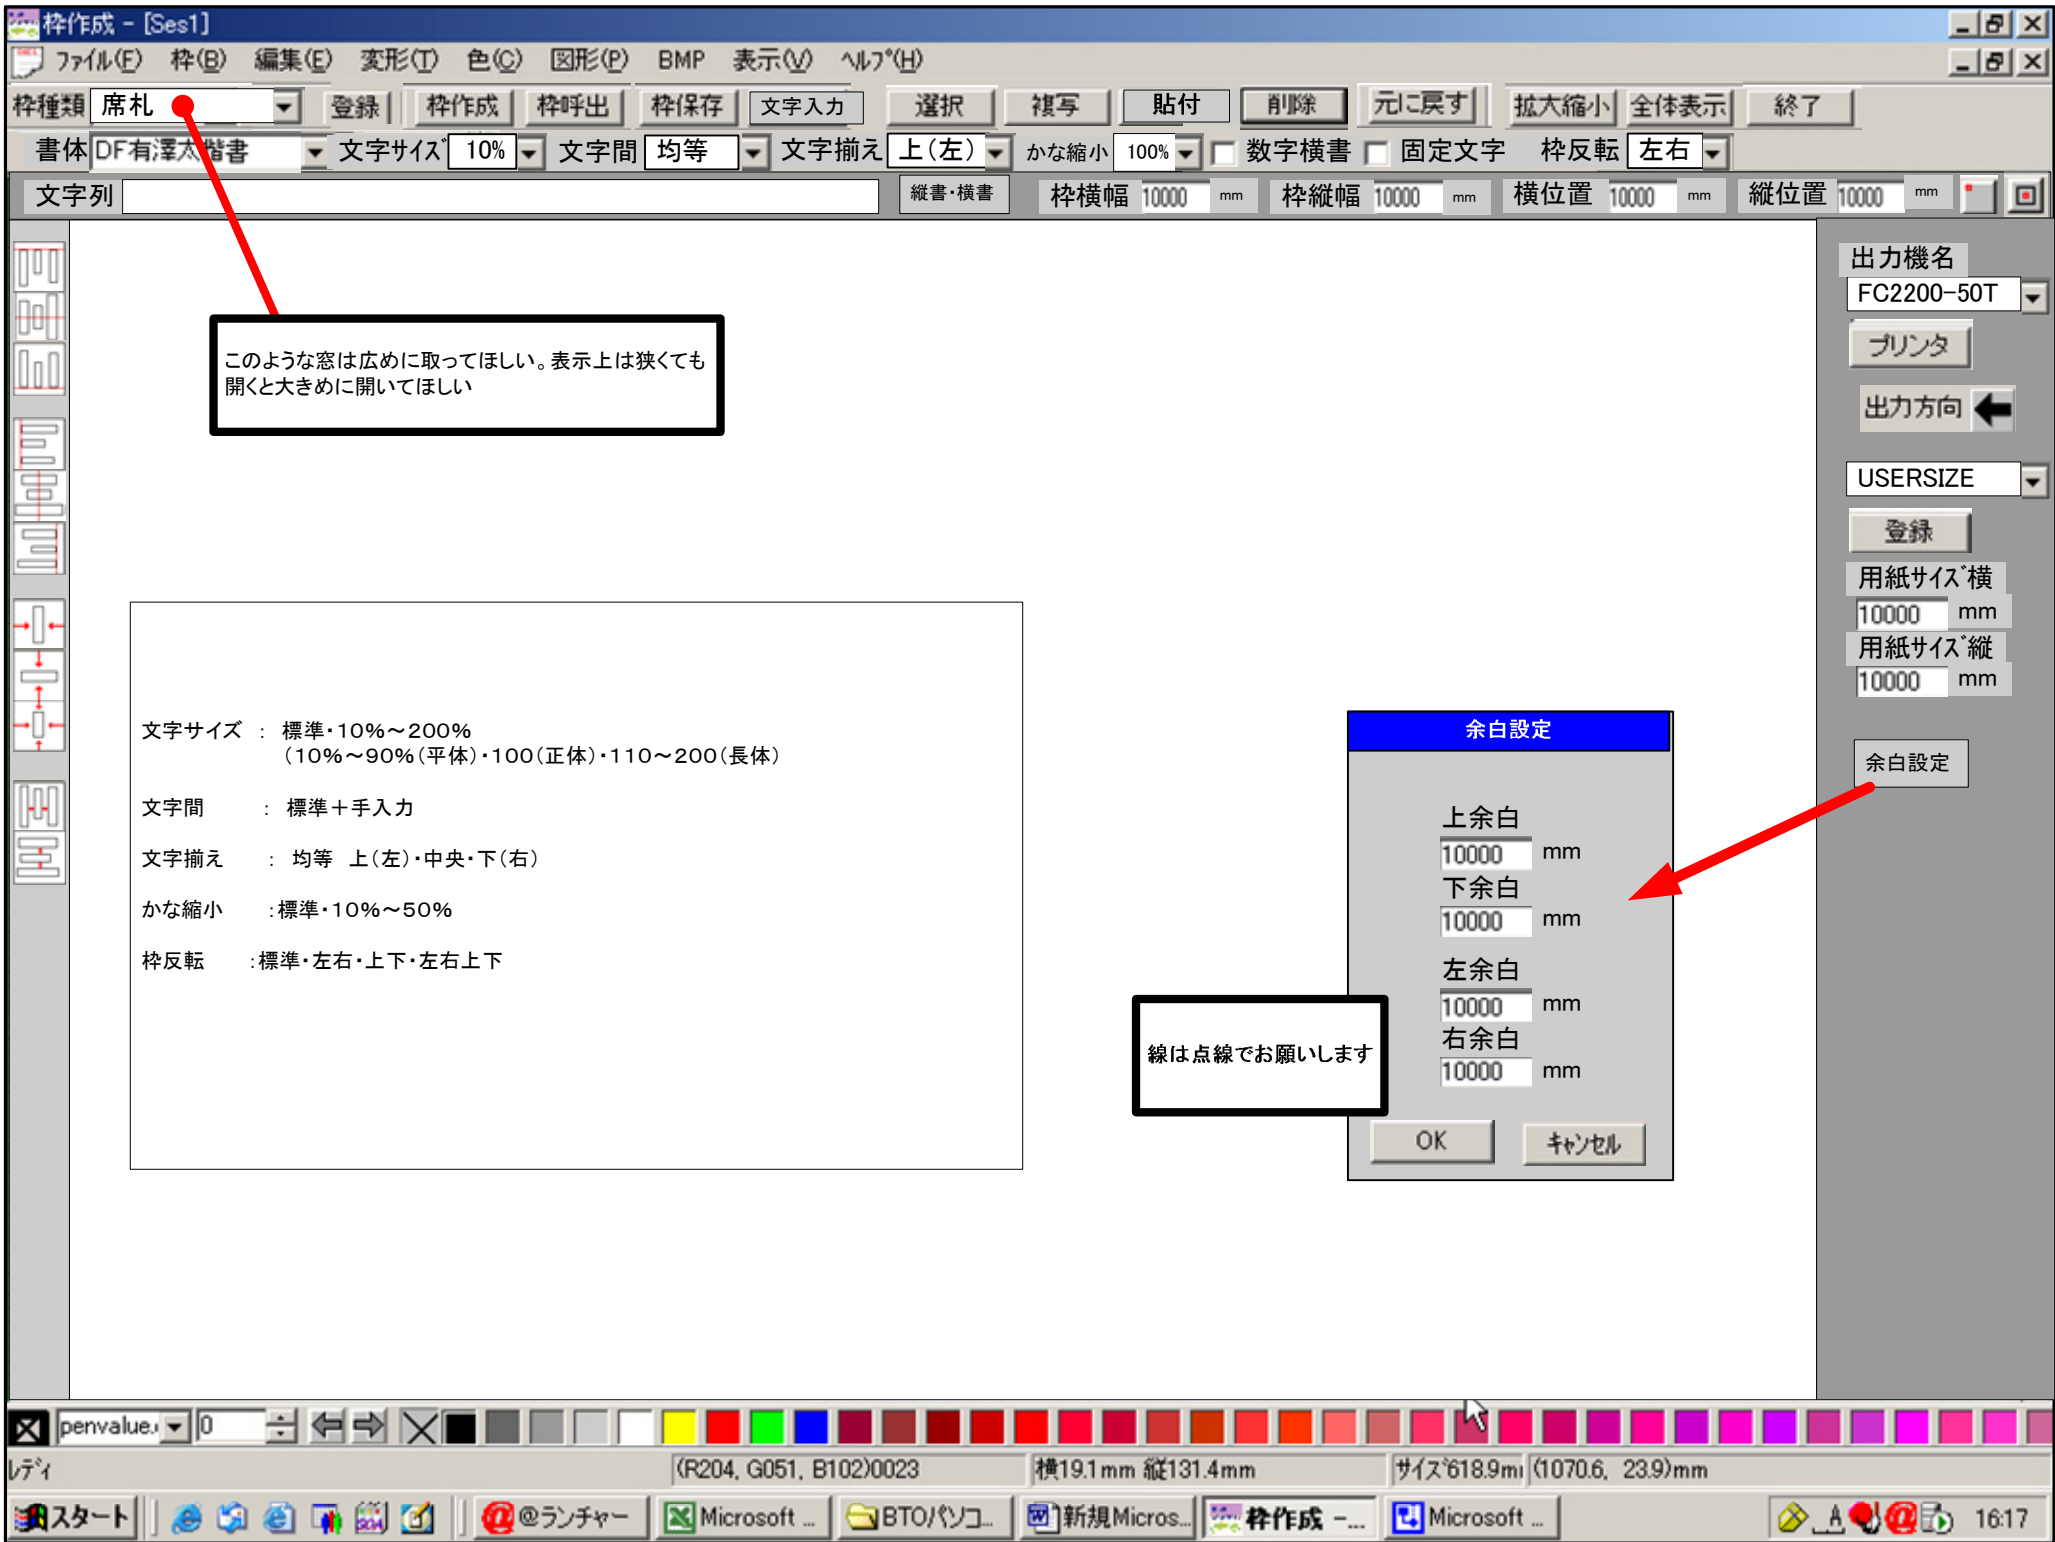 枠作成 - [Ses1]
ファイル(F) 枠(B) 編集(E) 変形(T) 色(C) 図形(P) BMP 表示(V) ヘルプ(H)
枠種類 席札 登録 枠作成 枠呼出 枠保存 文字入力 選択 複写 貼付 削除 元に戻す 拡大縮小 全体表示 終了
書体 DF有澤太楷書 文字サイズ 10% 文字間 均等 文字揃え 上(左) かな縮小 100% 数字横書 固定文字 枠反転 左右
文字列 縦書・横書 枠横幅 10000 mm 枠縦幅 10000 mm 横位置 10000 mm 縦位置 10000 mm
出力機名
FC2200-50T
プリンタ
出力方向
USERSIZE
登録
用紙サイズ横
10000 mm
用紙サイズ縦
10000 mm
余白設定
このような窓は広めに取ってほしい。表示上は狭くても
開くと大きめに開いてほしい
文字サイズ : 標準・10%～200%
(10%～90%(平体)・100(正体)・110～200(長体)
文字間 : 標準＋手入力
文字揃え : 均等 上(左)・中央・下(右)
かな縮小 :標準・10%～50%
枠反転 :標準・左右・上下・左右上下
余白設定
上余白
10000 mm
下余白
10000 mm
左余白
10000 mm
右余白
10000 mm
OK キャンセル
線は点線でお願いします
penvalue. 0
レディ (R204, G051, B102)0023 横19.1mm 縦131.4mm サイズ618.9m (1070.6, 23.9)mm
スタート @ランチャー Microsoft ... BTOパソコ... 新規Micros... 枠作成 -... Microsoft ... A 16:17